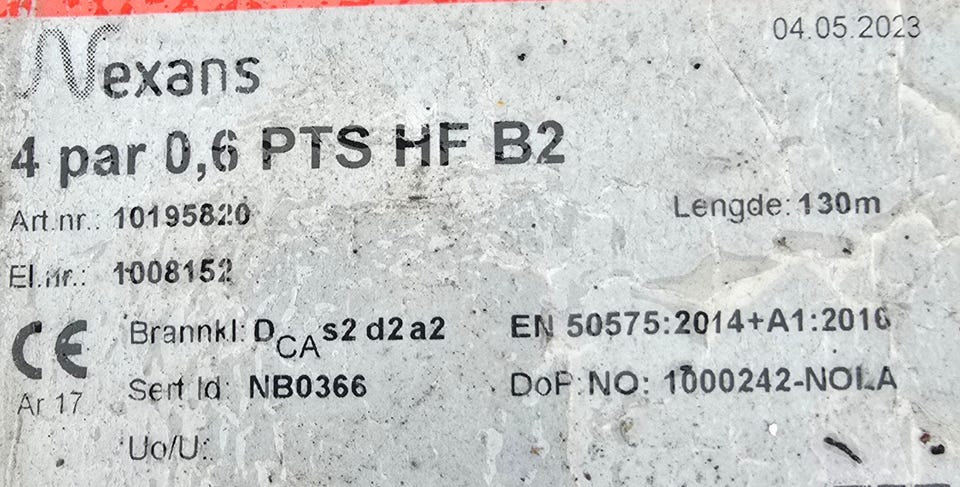 04.05.2023
Nexans
4 par 0,6 PTS HF B2
Art.nr.: 10195820
Lengde: 130m
El.nr.: 1008152
CE
Brannkl: DCA s2 d2 a2
EN 50575:2014+A1:2016
Ar 17
Sert Id: NB0366
DoP NO: 1000242-NOLA
Uo/U: